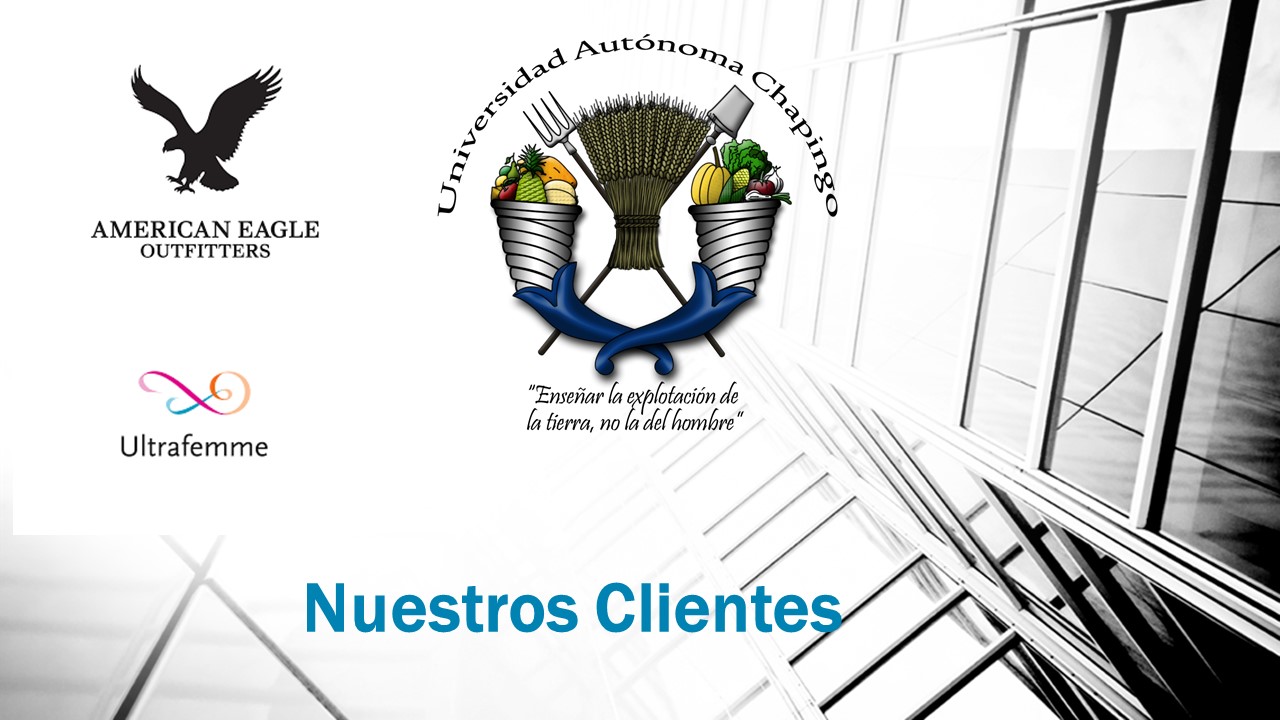 Universidad Autónoma Chapingo
AMERICAN EAGLE
OUTFITTERS
"Enseñar la explotación de
la tierra, no la del hombre"
Ultrafemme
Nuestros Clientes